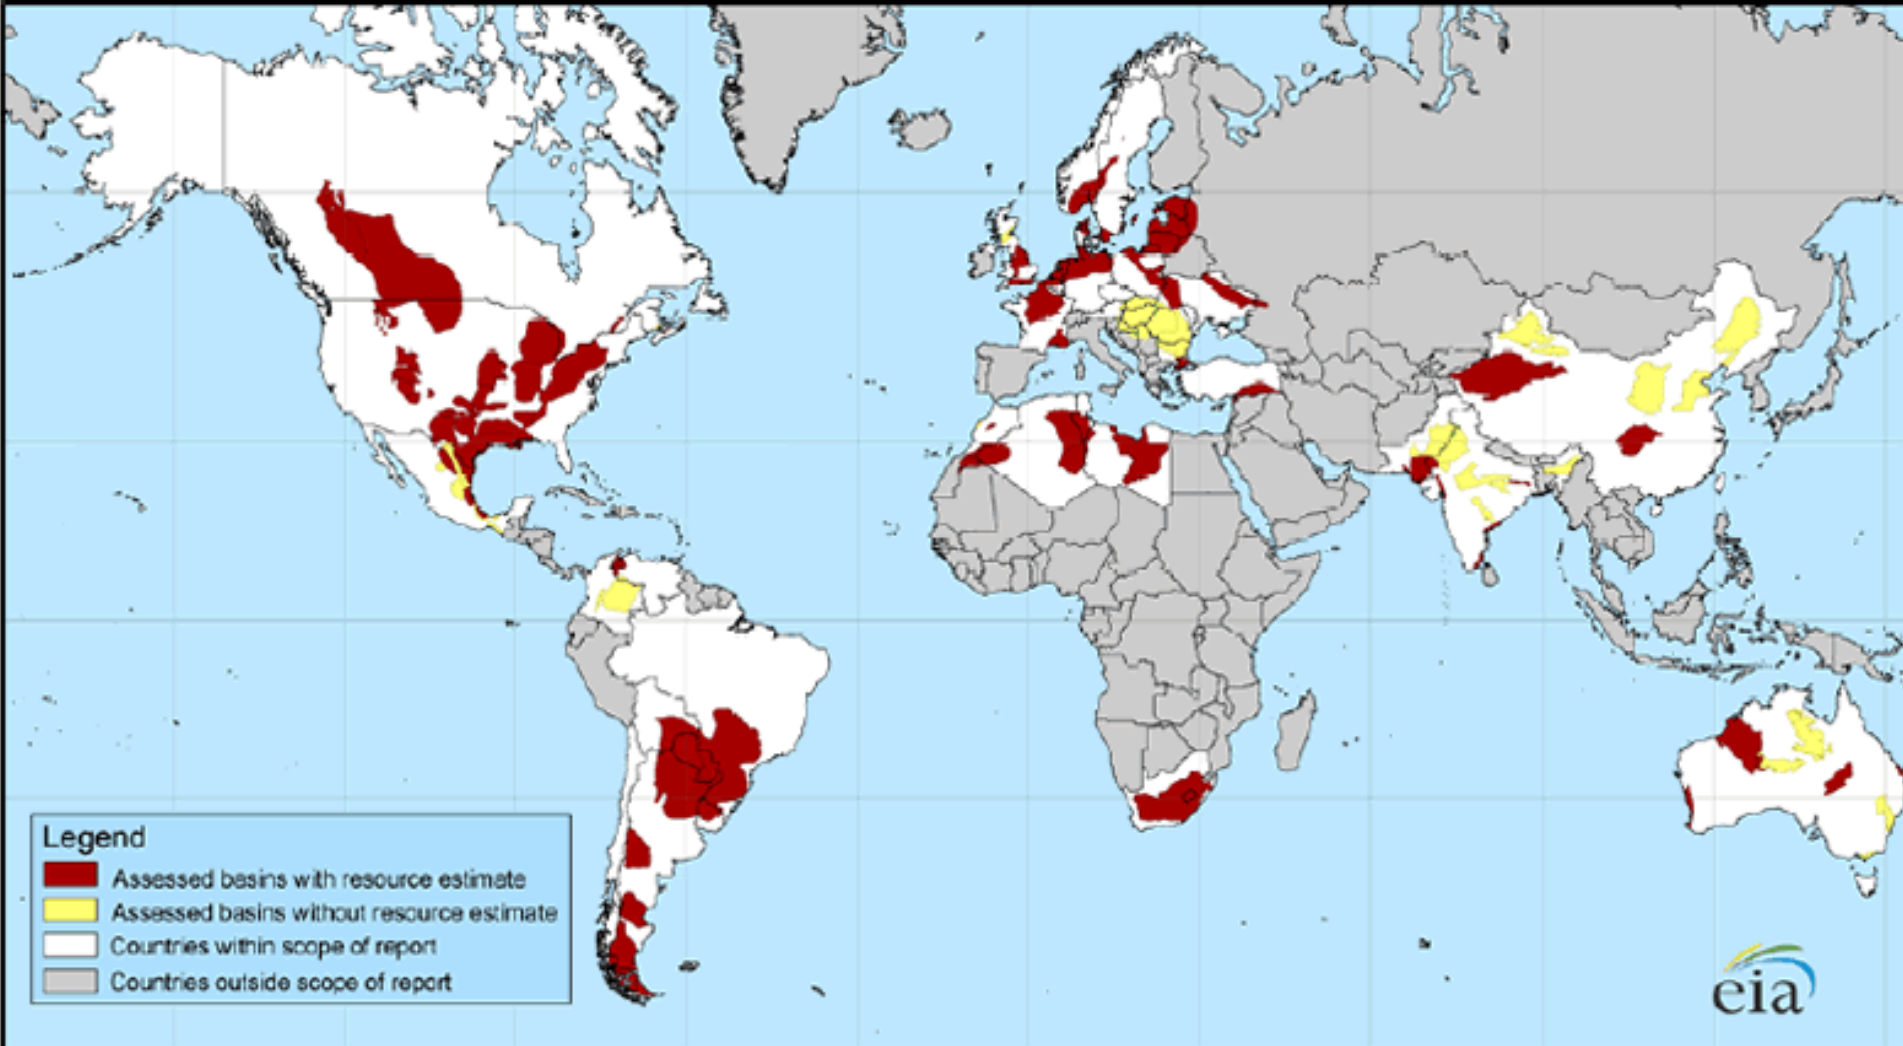 Legend
Assessed basins with resource estimate
Assessed basins without resource estimate
Countries within scope of report
Countries outside scope of report
eia